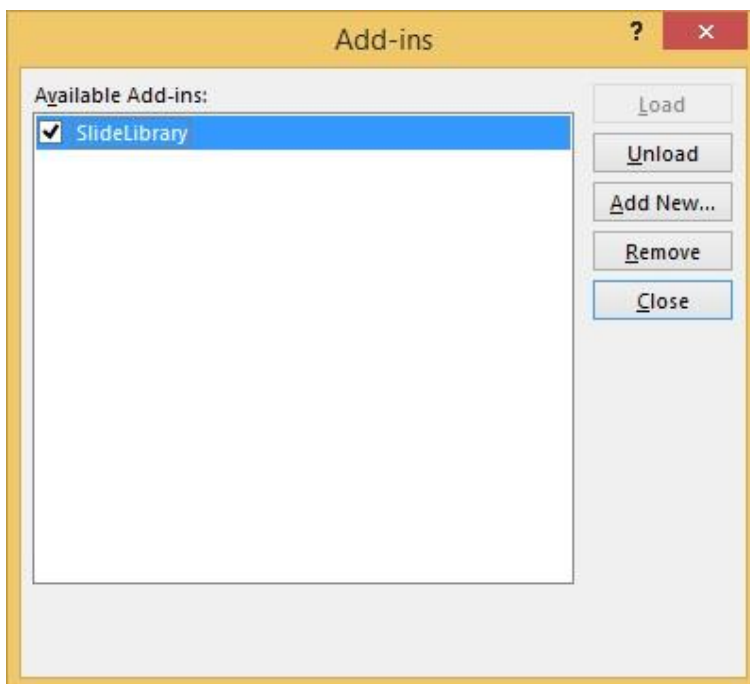 Add-ins
?
Available Add-ins:
SlideLibrary
Load
Unload
Add New...
Remove
Close